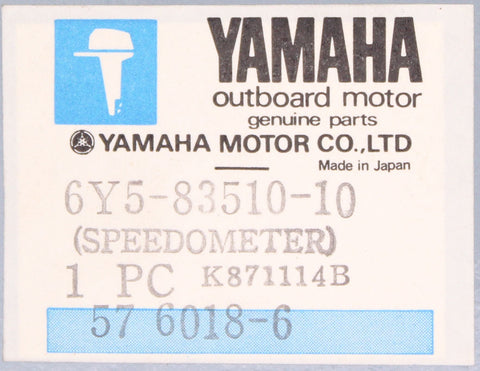 YAMAHA
outboard motor
genuine parts
YAMAHA MOTOR CO.,LTD
Made in Japan
6Y5-83510-10
(SPEEDOMETER)
1 PC K871114B
57 6018-6